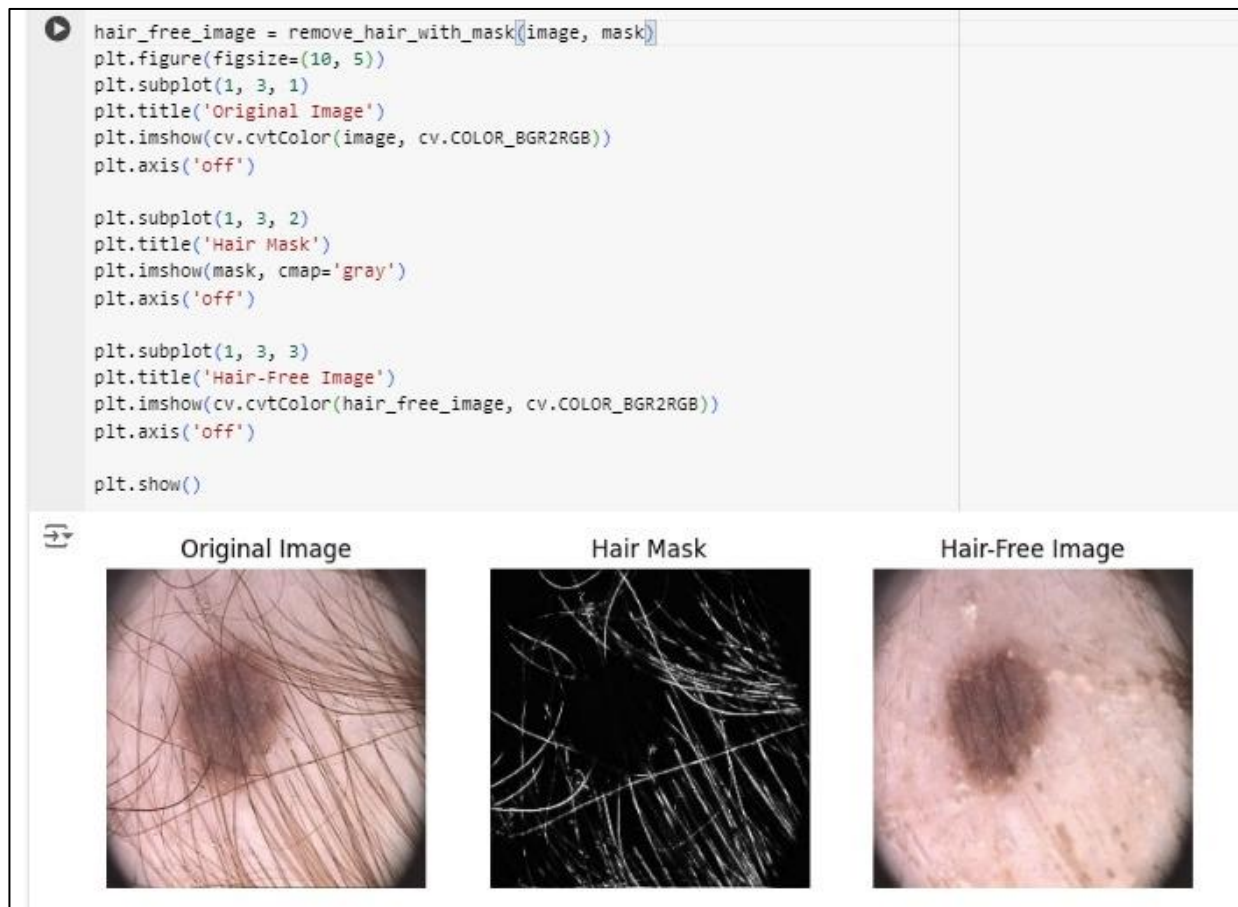 hair_free_image = remove_hair_with_mask(image, mask)
plt.figure(figsize=(10, 5))
plt.subplot(1, 3, 1)
plt.title('Original Image')
plt.imshow(cv.cvtColor(image, cv.COLOR_BGR2RGB))
plt.axis('off')
plt.subplot(1, 3, 2)
plt.title('Hair Mask')
plt.imshow(mask, cmap='gray')
plt.axis('off')
plt.subplot(1, 3, 3)
plt.title('Hair-Free Image')
plt.imshow(cv.cvtColor(hair_free_image, cv.COLOR_BGR2RGB))
plt.axis('off')
plt.show()
Original Image
Hair Mask
Hair-Free Image